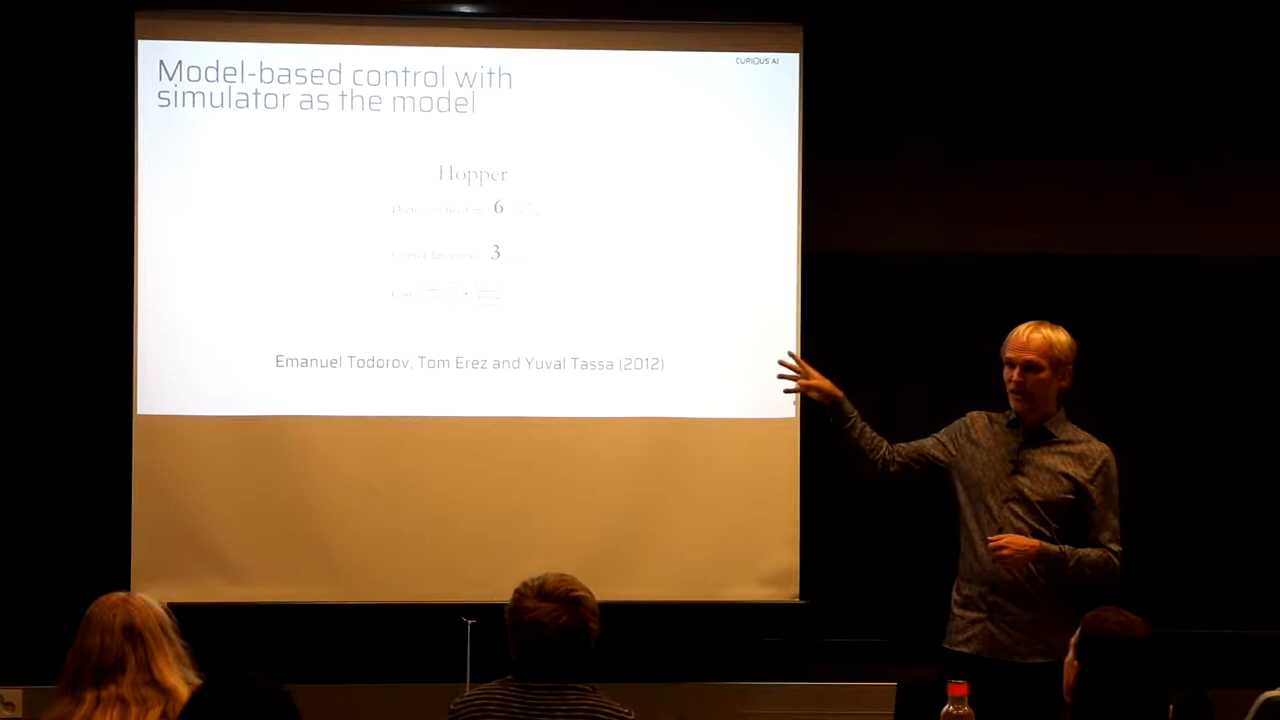 CURIOUS AI
Model-based control with
simulator as the model
Hopper
6
3
Emanuel Todorov, Tom Erez and Yuval Tassa (2012)